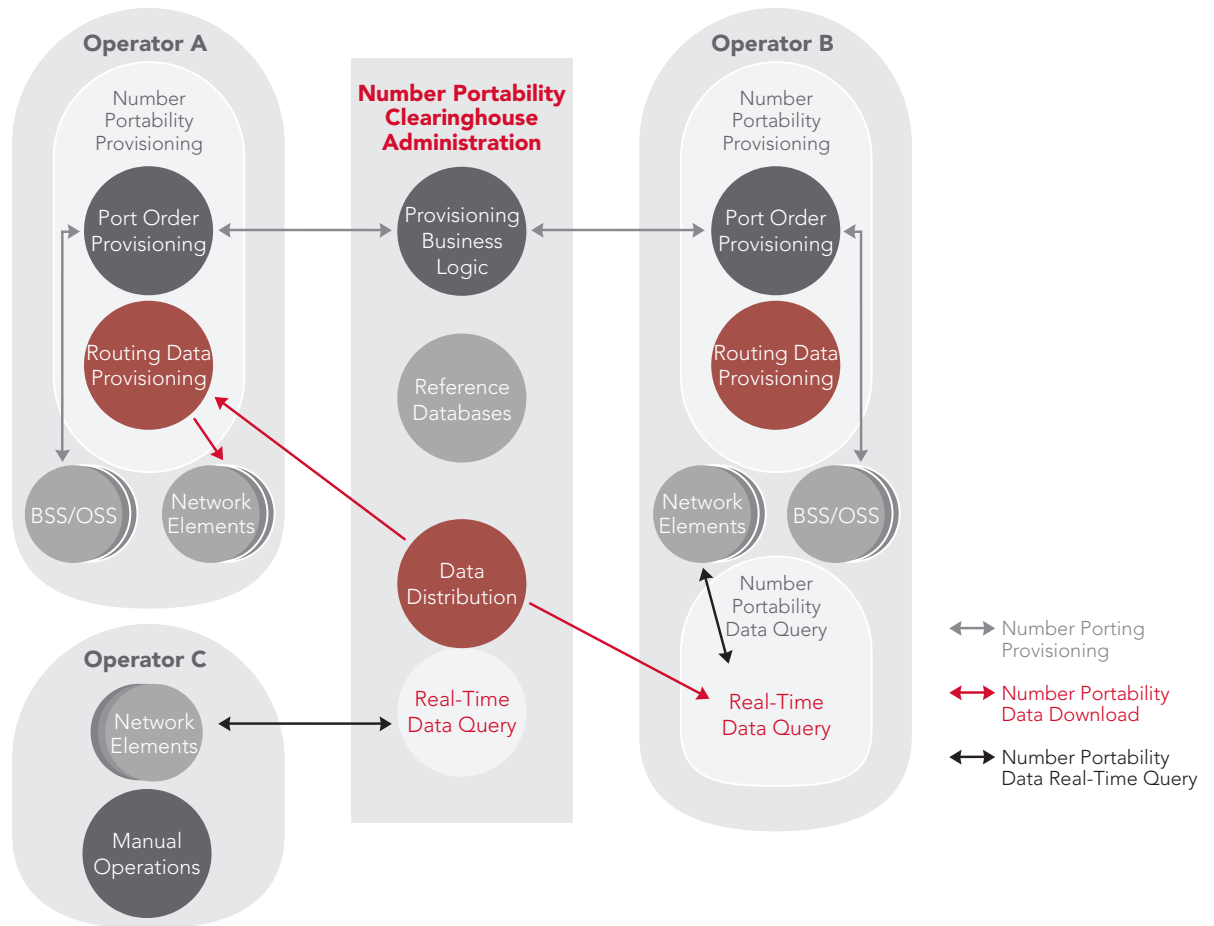 Operator A
Number
Portability
Provisioning
Port Order
Provisioning
Routing Data
Provisioning
BSS/OSS
Network
Elements
Operator C
Network
Elements
Manual
Operations
Number Portability
Clearinghouse
Administration
Provisioning
Business
Logic
Reference
Databases
Data
Distribution
Real-Time
Data Query
Operator B
Number
Portability
Provisioning
Port Order
Provisioning
Routing Data
Provisioning
Network
Elements
BSS/OSS
Number
Portability
Data Query
Real-Time
Data Query
Number Porting
Provisioning
Number Portability
Data Download
Number Portability
Data Real-Time Query